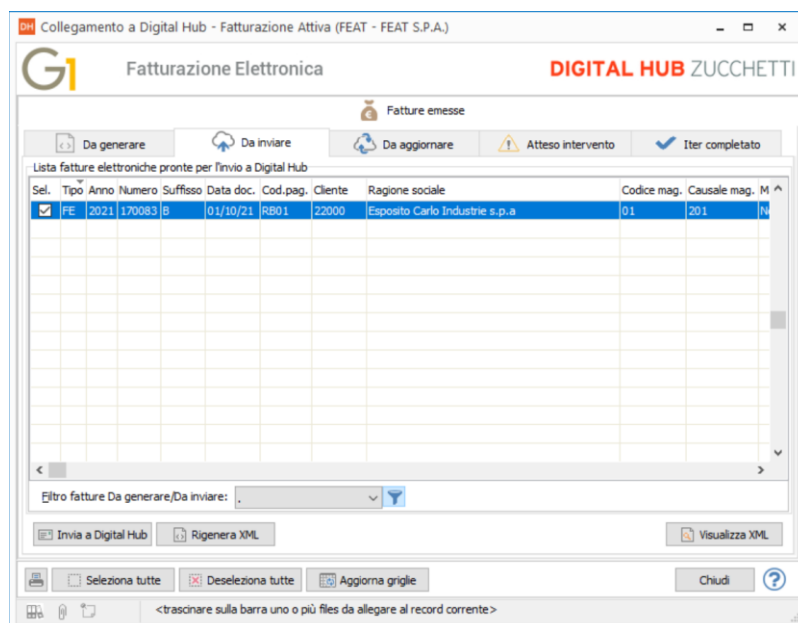 DH Collegamento a Digital Hub - Fatturazione Attiva (FEAT - FEAT S.P.A.)
G1 Fatturazione Elettronica DIGITAL HUB ZUCCHETTI
Fatture emesse
Da generare Da inviare Da aggiornare Atteso intervento Iter completato
Lista fatture elettroniche pronte per l'invio a Digital Hub
Sel. Tipo Anno Numero Suffisso Data doc. Cod.pag. Cliente Ragione sociale Codice mag. Causale mag. M
FE 2021 170083 B 01/10/21 RB01 22000 Esposito Carlo Industrie s.p.a 01 201
Filtro fatture Da generare/Da inviare: .
Invia a Digital Hub Rigenera XML Visualizza XML
Seleziona tutte Deseleziona tutte Aggiorna griglie Chiudi ?
<trascinare sulla barra uno o più files da allegare al record corrente>